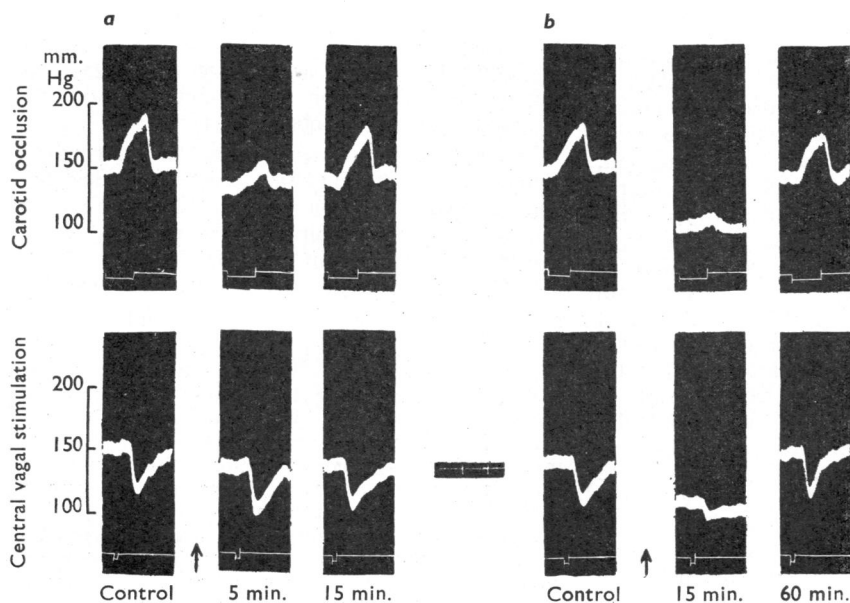 a
b
mm.
Hg
200
150
100
Carotid occlusion
200
150
100
Central vagal stimulation
Control
5 min.
15 min.
Control
15 min.
60 min.